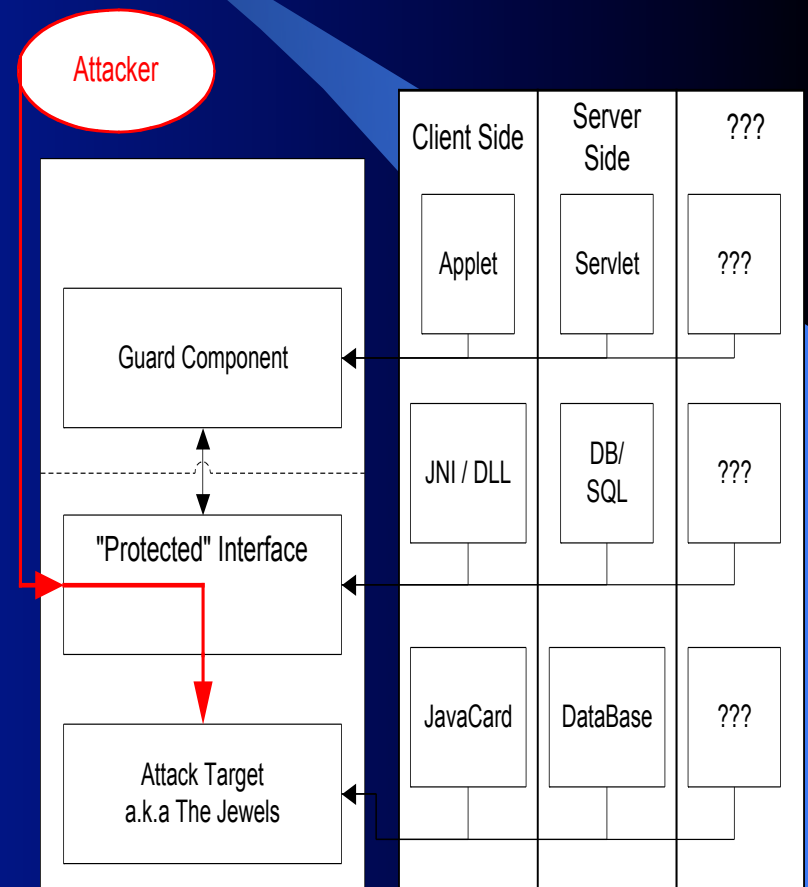 Attacker
Guard Component
"Protected" Interface
Attack Target
a.k.a The Jewels
Client Side
Server
Side
???
Applet
Servlet
???
JNI / DLL
DB/
SQL
???
JavaCard
DataBase
???